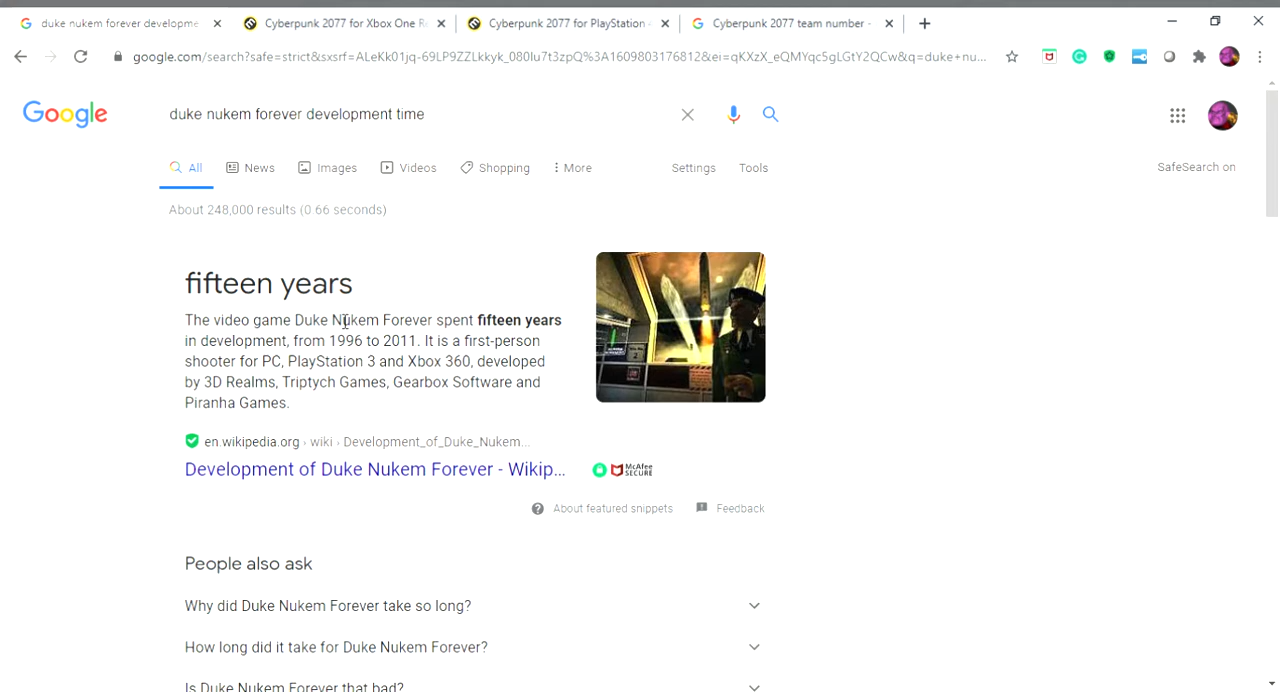 duke nukem forever developme
Cyberpunk 2077 for Xbox One Re
Cyberpunk 2077 for PlayStation -
Cyberpunk 2077 team number -
google.com/search?safe=strict&sxsrf=ALeKk01jq-69LP9ZZLkkyk_080Iu7t3zpQ%3A1609803176812&ei=qKXzX_eQMYqc5gLGtY2QCw&q=duke+nu...
Google
duke nukem forever development time
All
News
Images
Videos
Shopping
More
Settings
Tools
SafeSearch on
About 248,000 results (0.66 seconds)
fifteen years
The video game Duke Nukem Forever spent fifteen years
in development, from 1996 to 2011. It is a first-person
shooter for PC, PlayStation 3 and Xbox 360, developed
by 3D Realms, Triptych Games, Gearbox Software and
Piranha Games.
en.wikipedia.org › wiki › Development_of_Duke_Nukem...
Development of Duke Nukem Forever - Wikip...
McAfee
SECURE
About featured snippets
Feedback
People also ask
Why did Duke Nukem Forever take so long?
How long did it take for Duke Nukem Forever?
Is Duke Nukem Forever that bad?